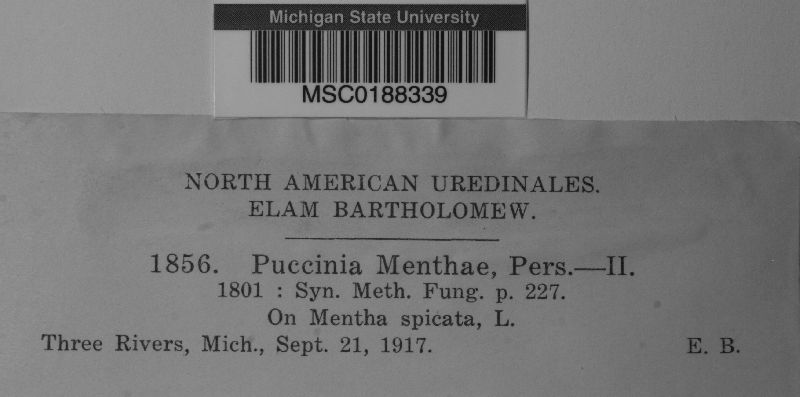 Michigan State University
MSC0188339
NORTH AMERICAN UREDINALES.
ELAM BARTHOLOMEW.
1856. Puccinia Menthae, Pers.—II.
1801 : Syn. Meth. Fung. p. 227.
On Mentha spicata, L.
Three Rivers, Mich., Sept. 21, 1917. E. B.